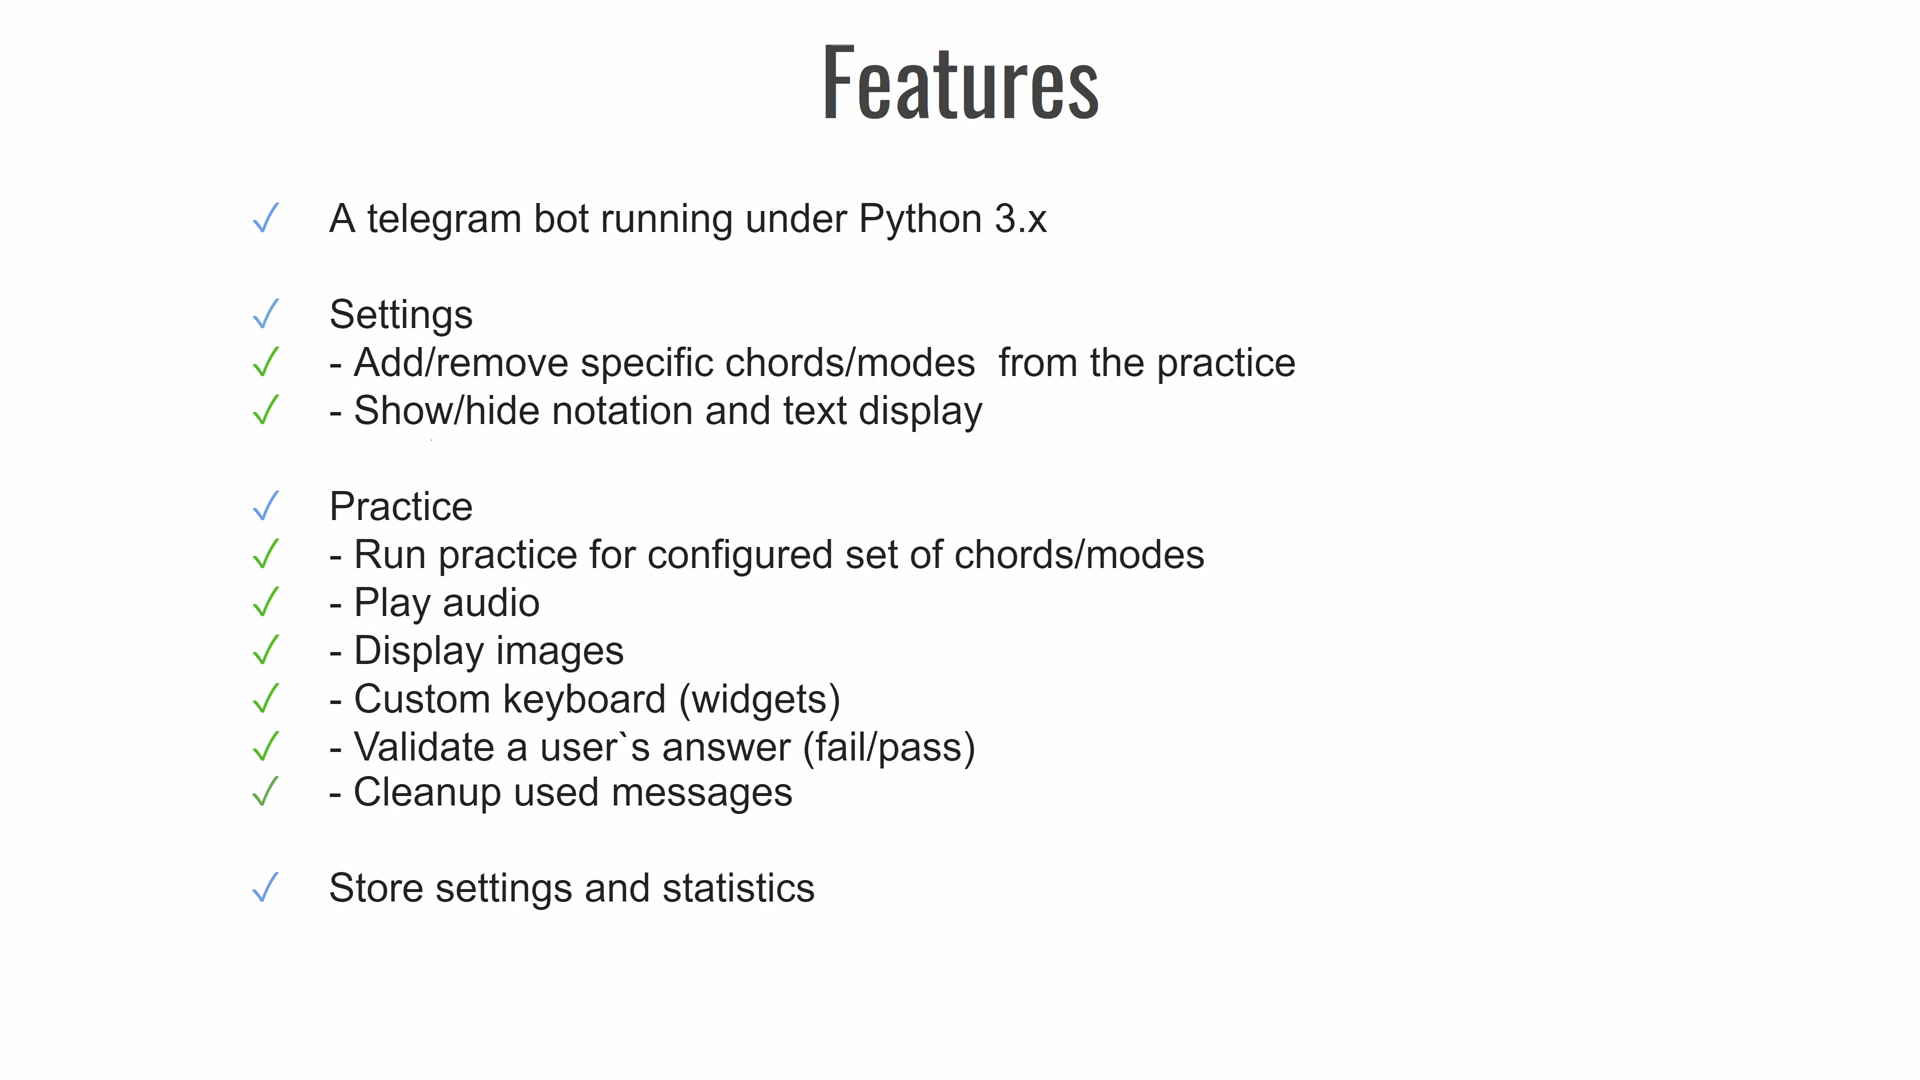 Features
✓ A telegram bot running under Python 3.x
✓ Settings
✓ - Add/remove specific chords/modes  from the practice
✓ - Show/hide notation and text display
✓ Practice
✓ - Run practice for configured set of chords/modes
✓ - Play audio
✓ - Display images
✓ - Custom keyboard (widgets)
✓ - Validate a user`s answer (fail/pass)
✓ - Cleanup used messages
✓ Store settings and statistics